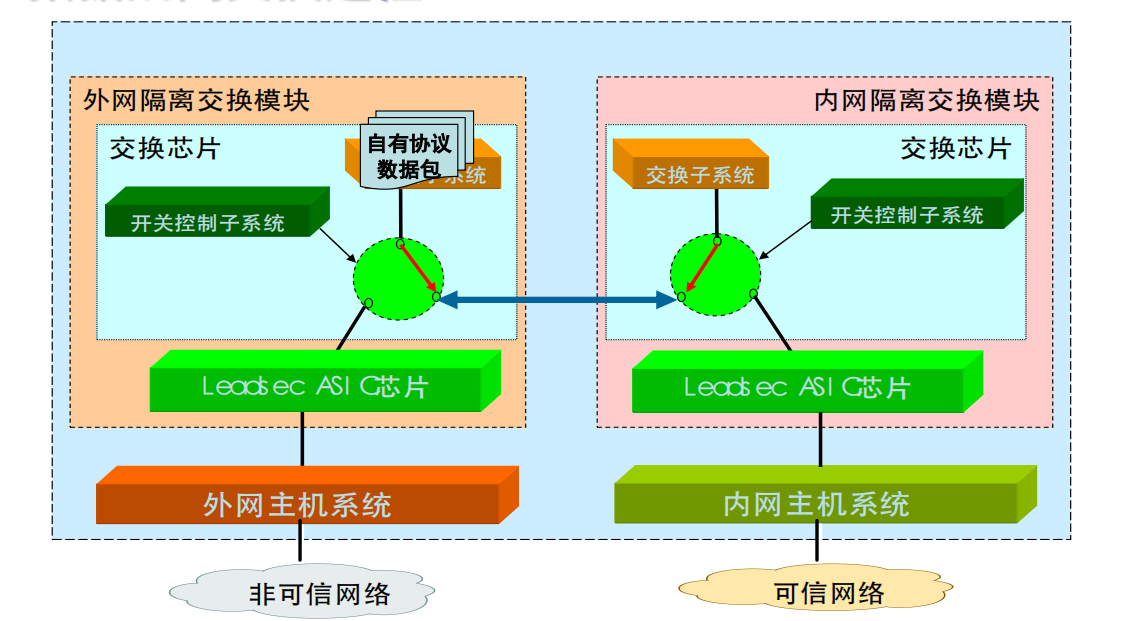 外网隔离交换模块
内网隔离交换模块
交换芯片
自有协议
数据包
子系统
开关控制子系统
交换芯片
交换子系统
开关控制子系统
Leadsec ASIC芯片
Leadsec ASIC芯片
外网主机系统
内网主机系统
非可信网络
可信网络